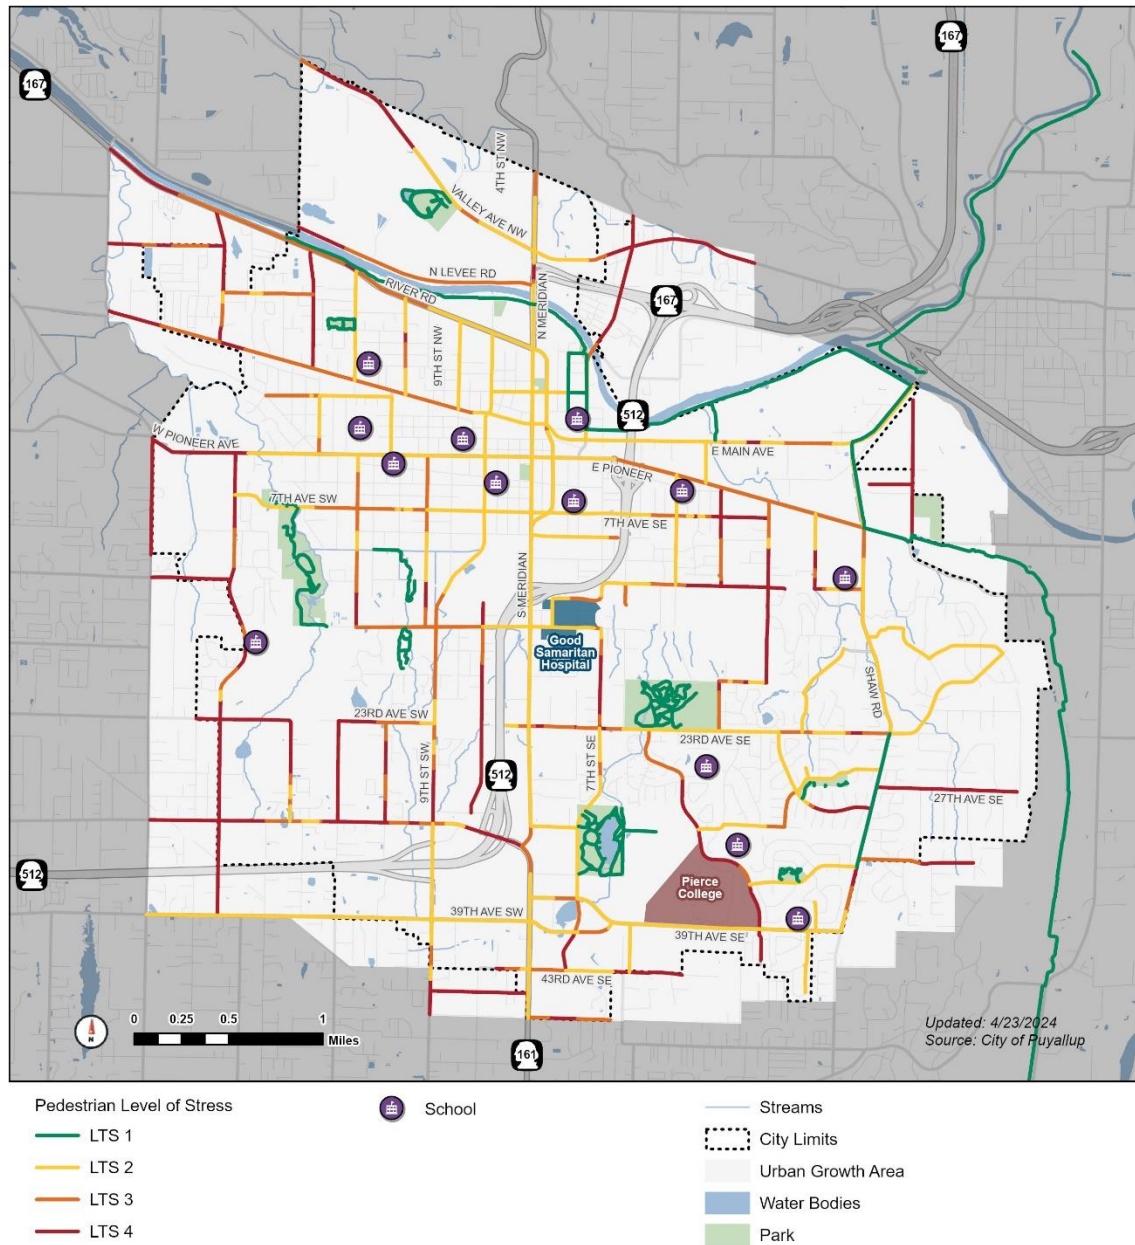 167
167
4TH ST NW
VALLEY AVE NW
N LEVEE RD
RIVER RD
N MERIDIAN
167
9TH ST NW
512
W PIONEER AVE
E MAIN AVE
E PIONEER
7TH AVE SW
7TH AVE SE
S MERIDIAN
Good
Samaritan
Hospital
SHAW RD
23RD AVE SW
23RD AVE SE
9TH ST SW
7TH ST SE
512
27TH AVE SE
512
Pierce
College
39TH AVE SW
39TH AVE SE
43RD AVE SE
N
0 0.25 0.5 1
Miles
161
Updated: 4/23/2024
Source: City of Puyallup
Pedestrian Level of Stress
LTS 1
LTS 2
LTS 3
LTS 4
School
Streams
City Limits
Urban Growth Area
Water Bodies
Park